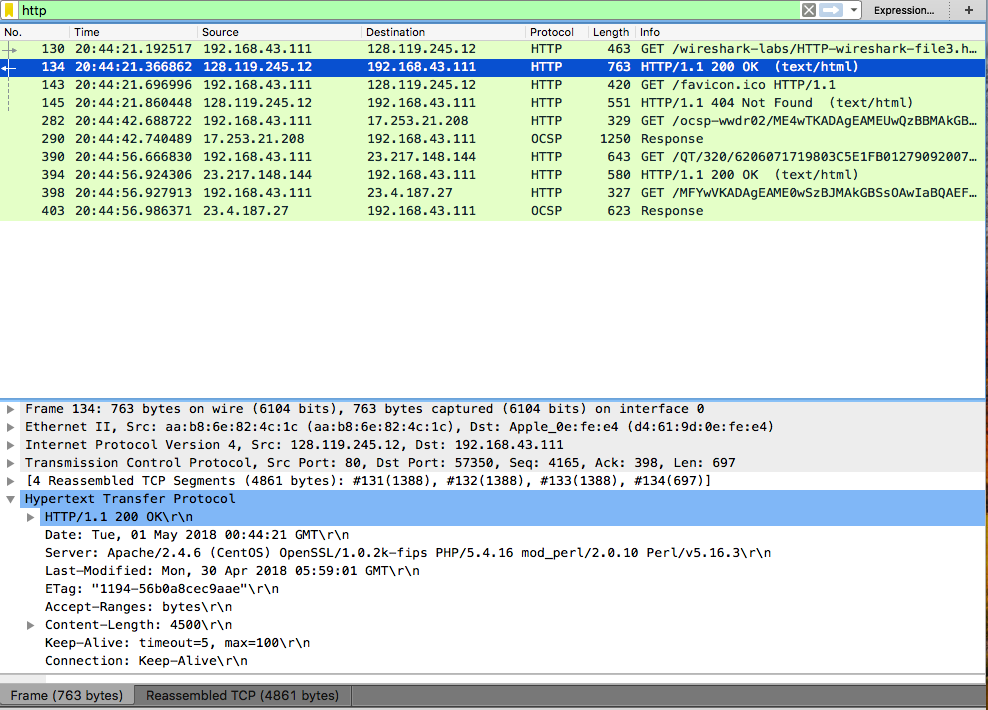 http Expression... +
No. Time Source Destination Protocol Length Info
130 20:44:21.192517 192.168.43.111 128.119.245.12 HTTP 463 GET /wireshark-labs/HTTP-wireshark-file3.h…
134 20:44:21.366862 128.119.245.12 192.168.43.111 HTTP 763 HTTP/1.1 200 OK (text/html)
143 20:44:21.696996 192.168.43.111 128.119.245.12 HTTP 420 GET /favicon.ico HTTP/1.1
145 20:44:21.860448 128.119.245.12 192.168.43.111 HTTP 551 HTTP/1.1 404 Not Found (text/html)
282 20:44:42.688722 192.168.43.111 17.253.21.208 HTTP 329 GET /ocsp-wwdr02/ME4wTKADAgEAMEUwQzBBMAkGB…
290 20:44:42.740489 17.253.21.208 192.168.43.111 OCSP 1250 Response
390 20:44:56.666830 192.168.43.111 23.217.148.144 HTTP 643 GET /QT/320/6206071719803C5E1FB01279092007…
394 20:44:56.924306 23.217.148.144 192.168.43.111 HTTP 580 HTTP/1.1 200 OK (text/html)
398 20:44:56.927913 192.168.43.111 23.4.187.27 HTTP 327 GET /MFYwVKADAgEAME0wSzBJMAkGBSsOAwIaBQAEF…
403 20:44:56.986371 23.4.187.27 192.168.43.111 OCSP 623 Response
Frame 134: 763 bytes on wire (6104 bits), 763 bytes captured (6104 bits) on interface 0
Ethernet II, Src: aa:b8:6e:82:4c:1c (aa:b8:6e:82:4c:1c), Dst: Apple_0e:fe:e4 (d4:61:9d:0e:fe:e4)
Internet Protocol Version 4, Src: 128.119.245.12, Dst: 192.168.43.111
Transmission Control Protocol, Src Port: 80, Dst Port: 57350, Seq: 4165, Ack: 398, Len: 697
[4 Reassembled TCP Segments (4861 bytes): #131(1388), #132(1388), #133(1388), #134(697)]
Hypertext Transfer Protocol
HTTP/1.1 200 OK\r\n
Date: Tue, 01 May 2018 00:44:21 GMT\r\n
Server: Apache/2.4.6 (CentOS) OpenSSL/1.0.2k-fips PHP/5.4.16 mod_perl/2.0.10 Perl/v5.16.3\r\n
Last-Modified: Mon, 30 Apr 2018 05:59:01 GMT\r\n
ETag: "1194-56b0a8cec9aae"\r\n
Accept-Ranges: bytes\r\n
Content-Length: 4500\r\n
Keep-Alive: timeout=5, max=100\r\n
Connection: Keep-Alive\r\n
Frame (763 bytes) Reassembled TCP (4861 bytes)